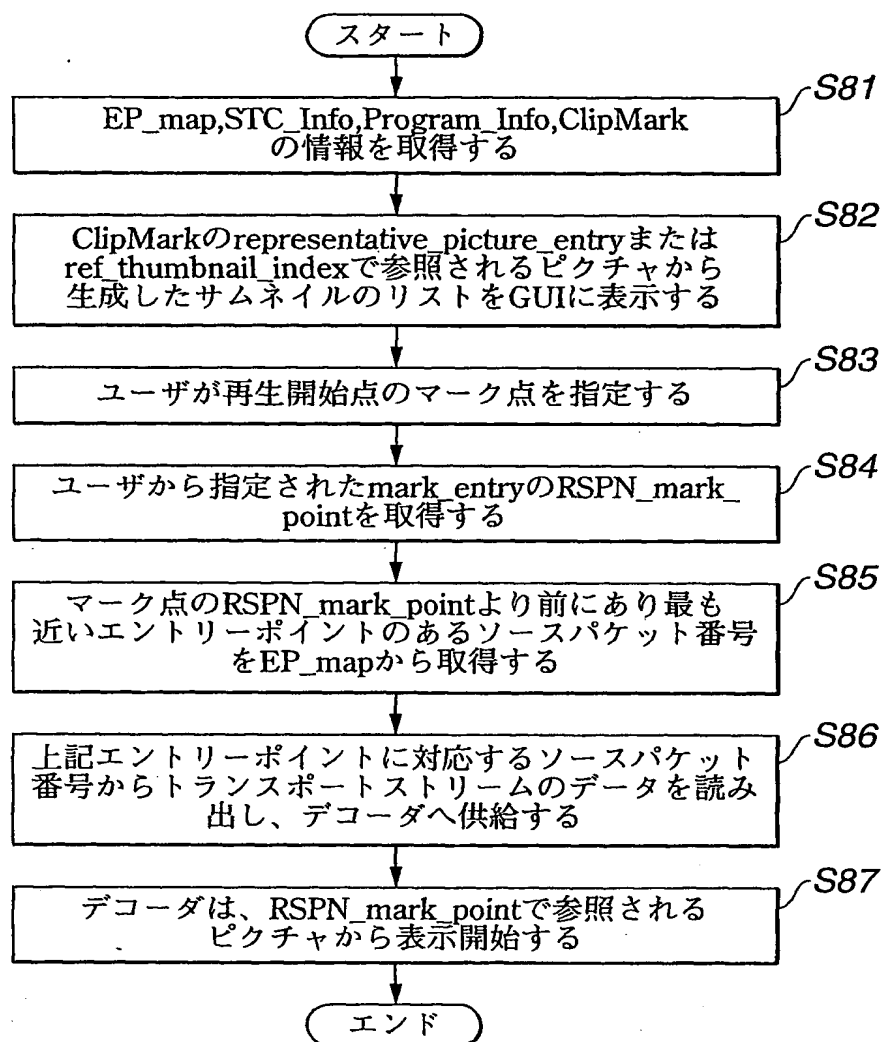 スタート
S81
EP_map,STC_Info,Program_Info,ClipMark
の情報を取得する
S82
ClipMarkのrepresentative_picture_entryまたは
ref_thumbnail_indexで参照されるピクチャから
生成したサムネイルのリストをGUIに表示する
S83
ユーザが再生開始点のマーク点を指定する
S84
ユーザから指定されたmark_entryのRSPN_mark_
pointを取得する
S85
マーク点のRSPN_mark_pointより前にあり最も
近いエントリーポイントのあるソースパケット番号
をEP_mapから取得する
S86
上記エントリーポイントに対応するソースパケット
番号からトランスポートストリームのデータを読み
出し、デコーダへ供給する
S87
デコーダは、RSPN_mark_pointで参照される
ピクチャから表示開始する
エンド